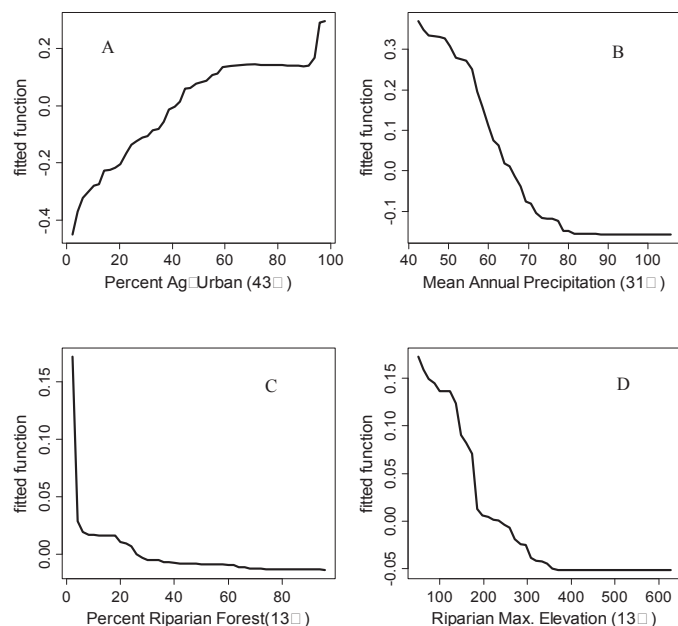 A
fitted function
-0.4 -0.2 0.0 0.2
0 20 40 60 80 100
Percent Ag□Urban (43□ )
B
fitted function
-0.1 0.0 0.1 0.2 0.3
40 50 60 70 80 90 100
Mean Annual Precipitation (31□ )
C
fitted function
0.00 0.05 0.10 0.15
0 20 40 60 80
Percent Riparian Forest(13□ )
D
fitted function
-0.05 0.00 0.05 0.10 0.15
100 200 300 400 500 600
Riparian Max. Elevation (13□ )